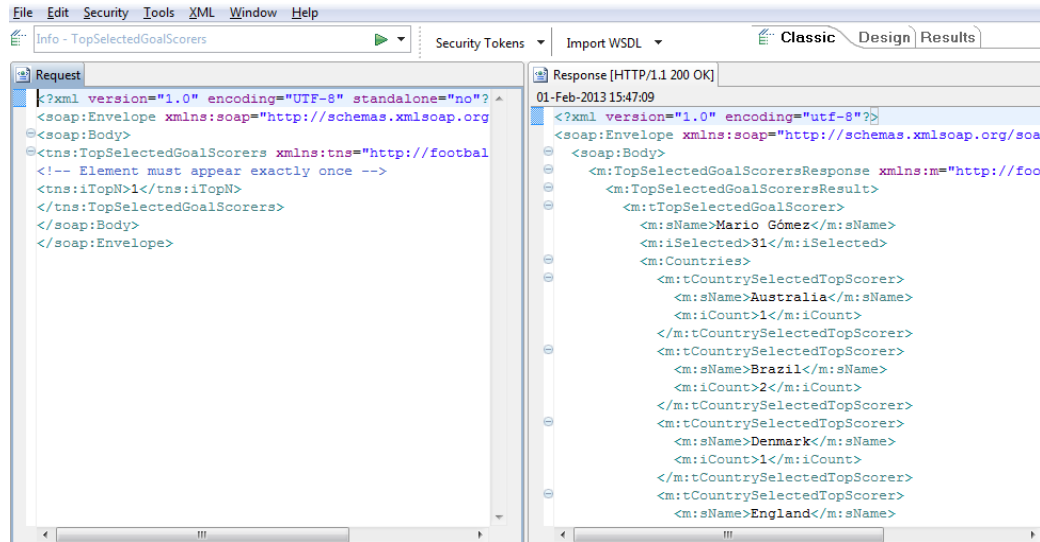 File Edit Security Tools XML Window Help
Info - TopSelectedGoalScorers
Security Tokens
Import WSDL
Classic
Design
Results
Request
<?xml version="1.0" encoding="UTF-8" standalone="no"?
<soap:Envelope xmlns:soap="http://schemas.xmlsoap.org
<soap:Body>
<tns:TopSelectedGoalScorers xmlns:tns="http://footbal
<!-- Element must appear exactly once -->
<tns:iTopN>1</tns:iTopN>
</tns:TopSelectedGoalScorers>
</soap:Body>
</soap:Envelope>
Response [HTTP/1.1 200 OK]
01-Feb-2013 15:47:09
<?xml version="1.0" encoding="utf-8"?>
<soap:Envelope xmlns:soap="http://schemas.xmlsoap.org/soa
<soap:Body>
<m:TopSelectedGoalScorersResponse xmlns:m="http://foo
<m:TopSelectedGoalScorersResult>
<m:tTopSelectedGoalScorer>
<m:sName>Mario Gómez</m:sName>
<m:iSelected>31</m:iSelected>
<m:Countries>
<m:tCountrySelectedTopScorer>
<m:sName>Australia</m:sName>
<m:iCount>1</m:iCount>
</m:tCountrySelectedTopScorer>
<m:tCountrySelectedTopScorer>
<m:sName>Brazil</m:sName>
<m:iCount>2</m:iCount>
</m:tCountrySelectedTopScorer>
<m:tCountrySelectedTopScorer>
<m:sName>Denmark</m:sName>
<m:iCount>1</m:iCount>
</m:tCountrySelectedTopScorer>
<m:tCountrySelectedTopScorer>
<m:sName>England</m:sName>